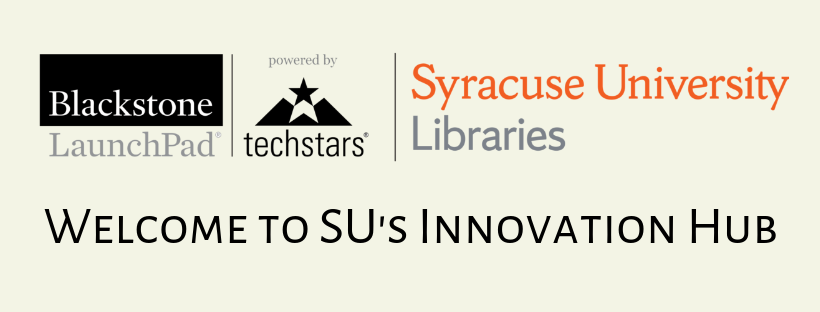 Blackstone
LaunchPad®
powered by
techstars®
Syracuse University
Libraries
Welcome to SU's Innovation Hub